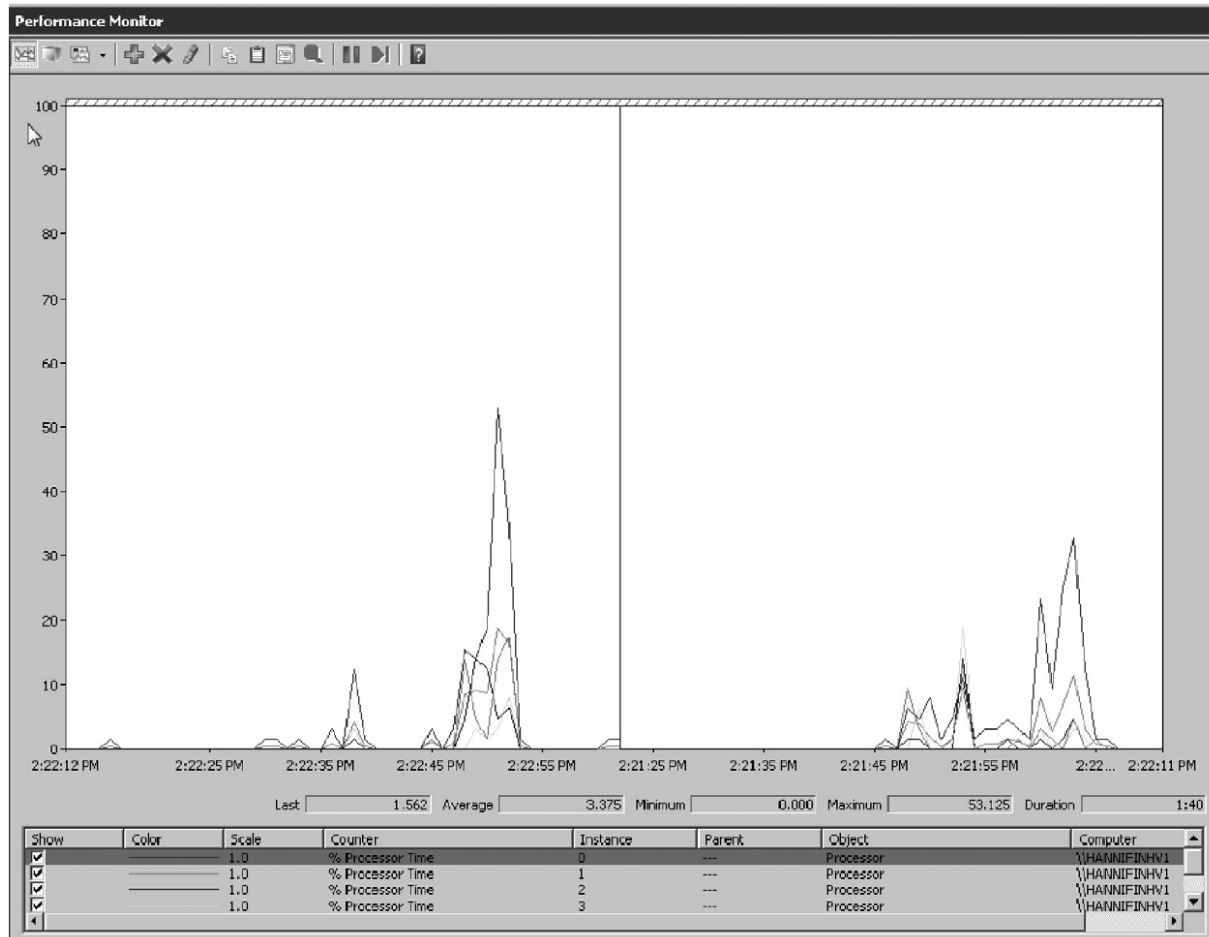 Performance Monitor
100
90
80
70
60
50
40
30
20
10
0
2:22:12 PM 2:22:25 PM 2:22:35 PM 2:22:45 PM 2:22:55 PM 2:21:25 PM 2:21:35 PM 2:21:45 PM 2:21:55 PM 2:22... 2:22:11 PM
Last 1.562 Average 3.375 Minimum 0.000 Maximum 53.125 Duration 1:40
Show Color Scale Counter Instance Parent Object Computer
1.0 % Processor Time 0 --- Processor \\HANNIFINHV1
1.0 % Processor Time 1 --- Processor \\HANNIFINHV1
1.0 % Processor Time 2 --- Processor \\HANNIFINHV1
1.0 % Processor Time 3 --- Processor \\HANNIFINHV1